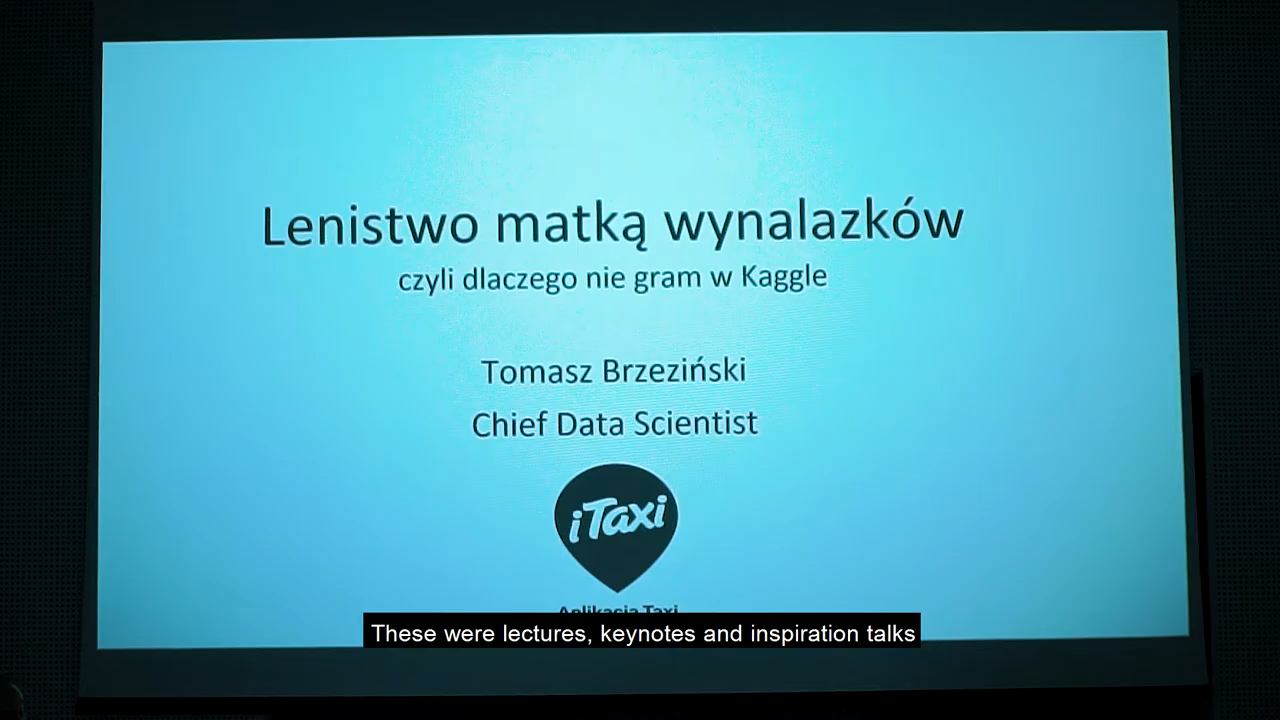 Lenistwo matką wynalazków
czyli dlaczego nie gram w Kaggle
Tomasz Brzeziński
Chief Data Scientist
iTaxi
Aplikacja Taxi
These were lectures, keynotes and inspiration talks